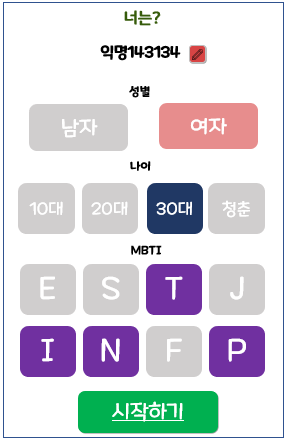 너는?
익명143134
성별
남자 여자
나이
10대 20대 30대 청춘
MBTI
E S T J
I N F P
시작하기